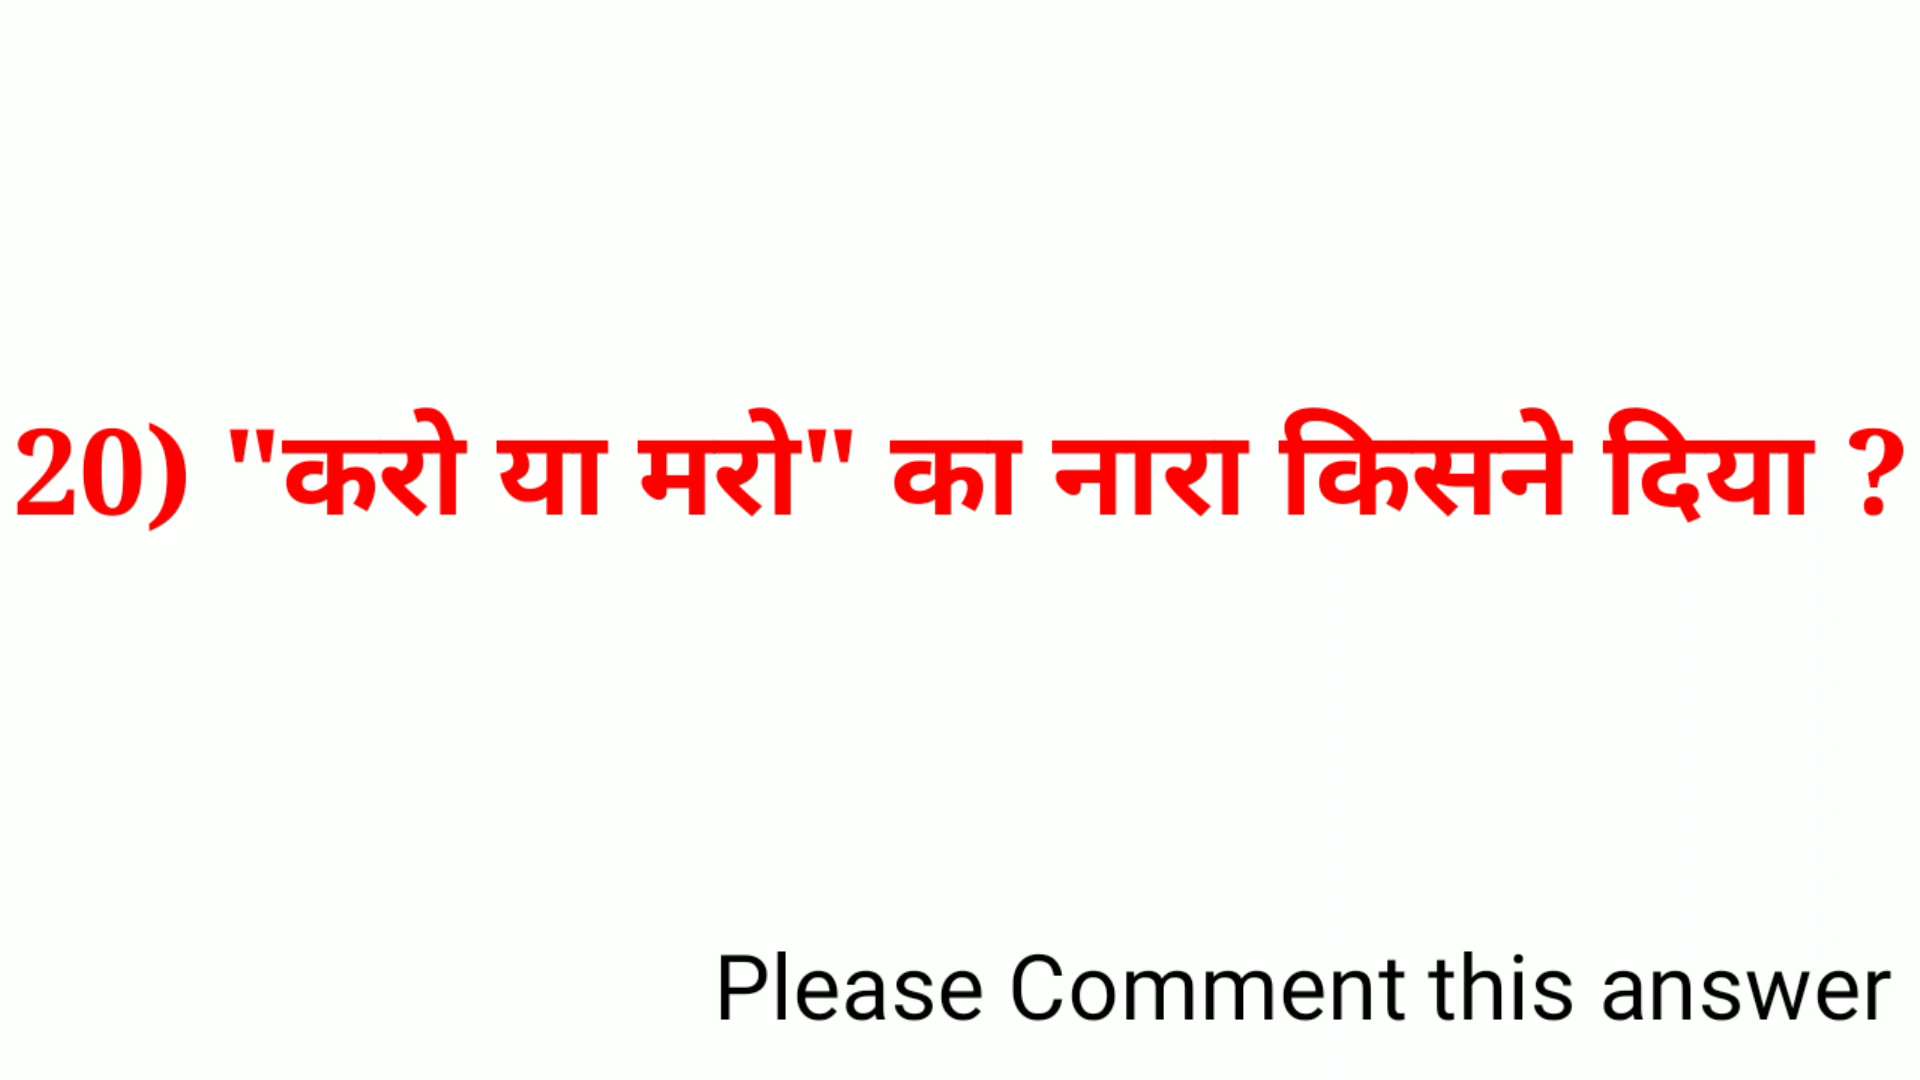 20) "करो या मरो" का नारा किसने दिया ?
Please Comment this answer